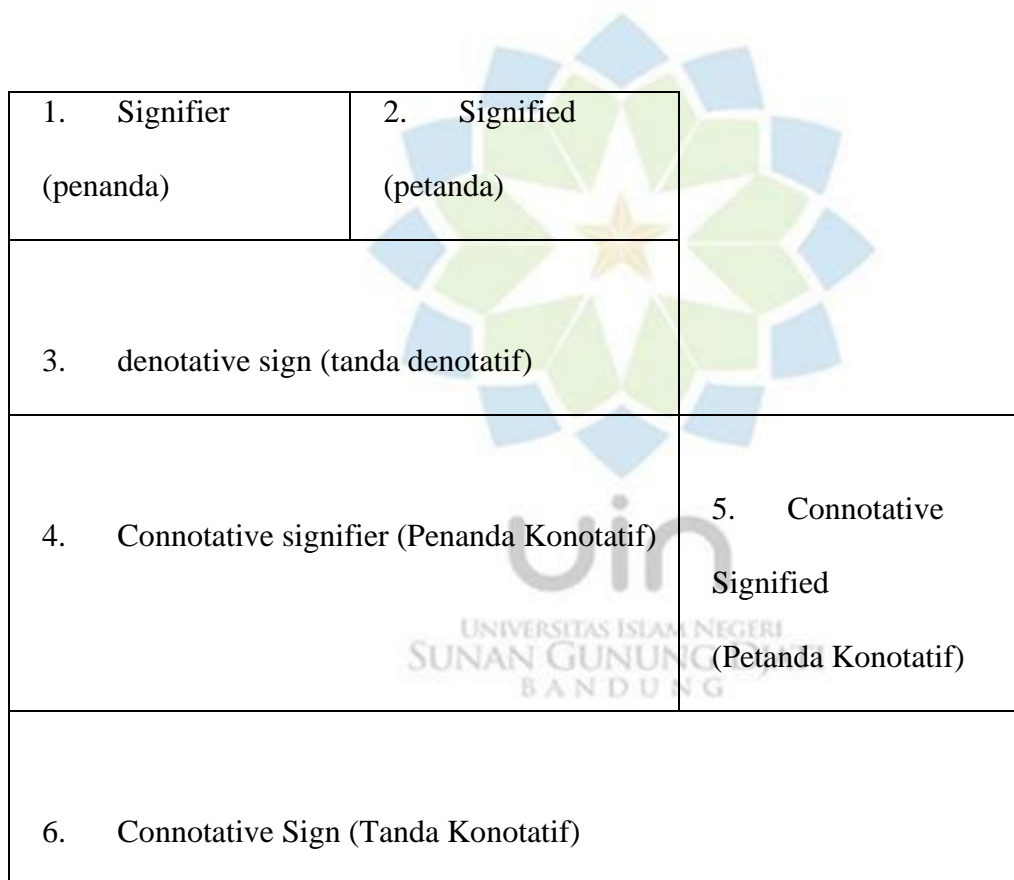 1. Signifier
(penanda)
2. Signified
(petanda)
3. denotative sign (tanda denotatif)
4. Connotative signifier (Penanda Konotatif)
5. Connotative
Signified
(Petanda Konotatif)
uin
UNIVERSITAS ISLAM NEGERI
SUNAN GUNUNG DJATI
BANDUNG
6. Connotative Sign (Tanda Konotatif)